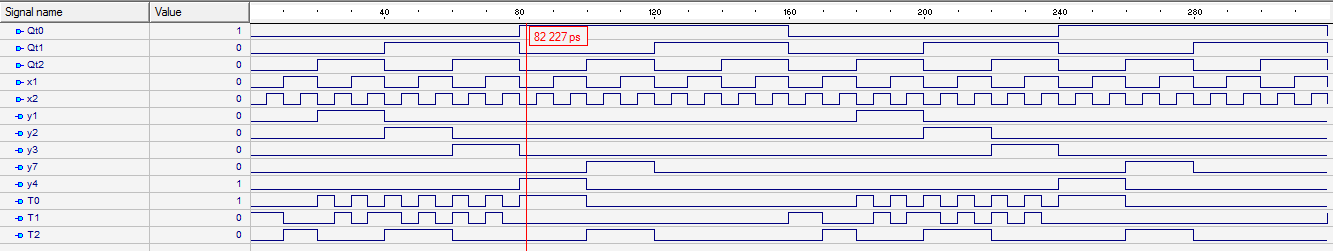 Signal name Value 40 80 120 160 200 240 280
Qt0 1
82 227 ps
Qt1 0
Qt2 0
x1 0
x2 0
y1 0
y2 0
y3 0
y7 0
y4 1
T0 1
T1 0
T2 0